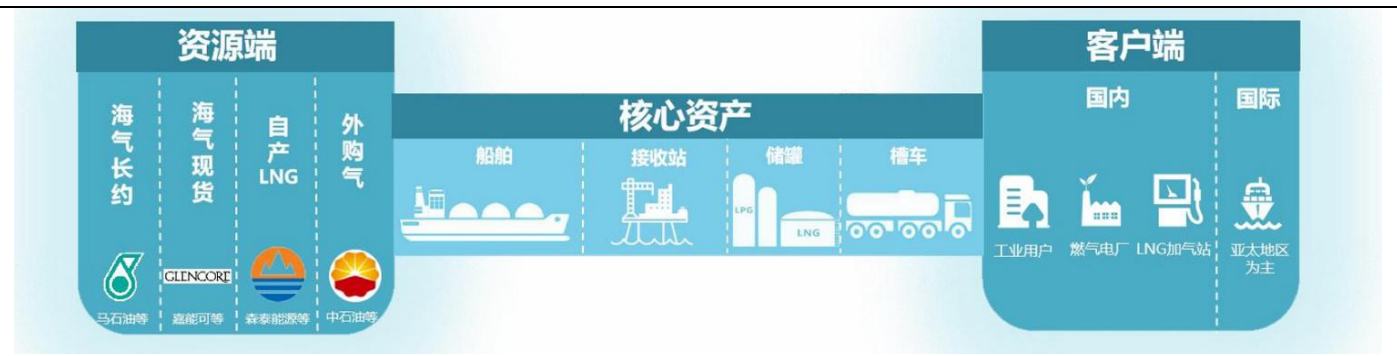 资源端
海气长约
海气现货
自产LNG
外购气
GLENCORE
马石油等
嘉能可等
森泰能源等
中石油等
核心资产
船舶
接收站
储罐
槽车
LPG
LNG
客户端
国内
国际
工业用户
燃气电厂
LNG加气站
亚太地区
为主